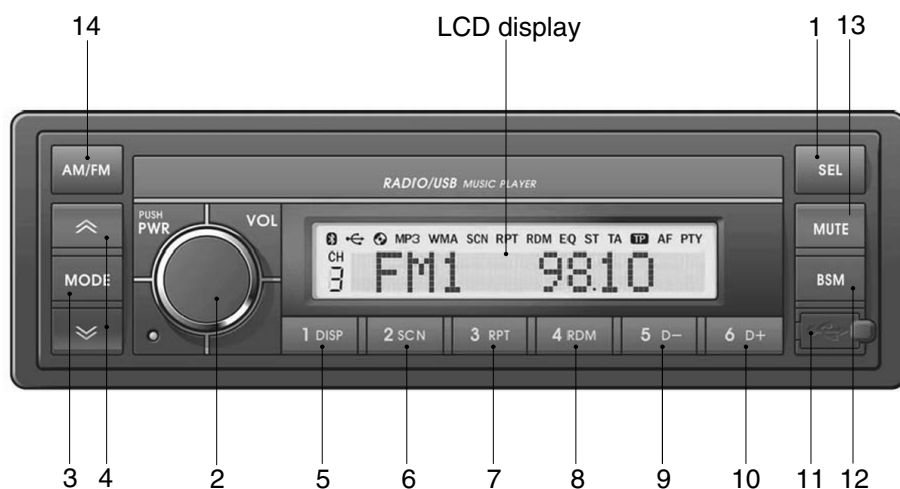 14 LCD display 1 13
AM/FM RADIO/USB MUSIC PLAYER SEL
PUSH
PWR VOL
MP3 WMA SCN RPT RDM EQ ST TA TP AF PTY
MUTE
CH
3 FM1 98.10
MODE BSM
1 DISP 2 SCN 3 RPT 4 RDM 5 D− 6 D+
3 4 2 5 6 7 8 9 10 11 12